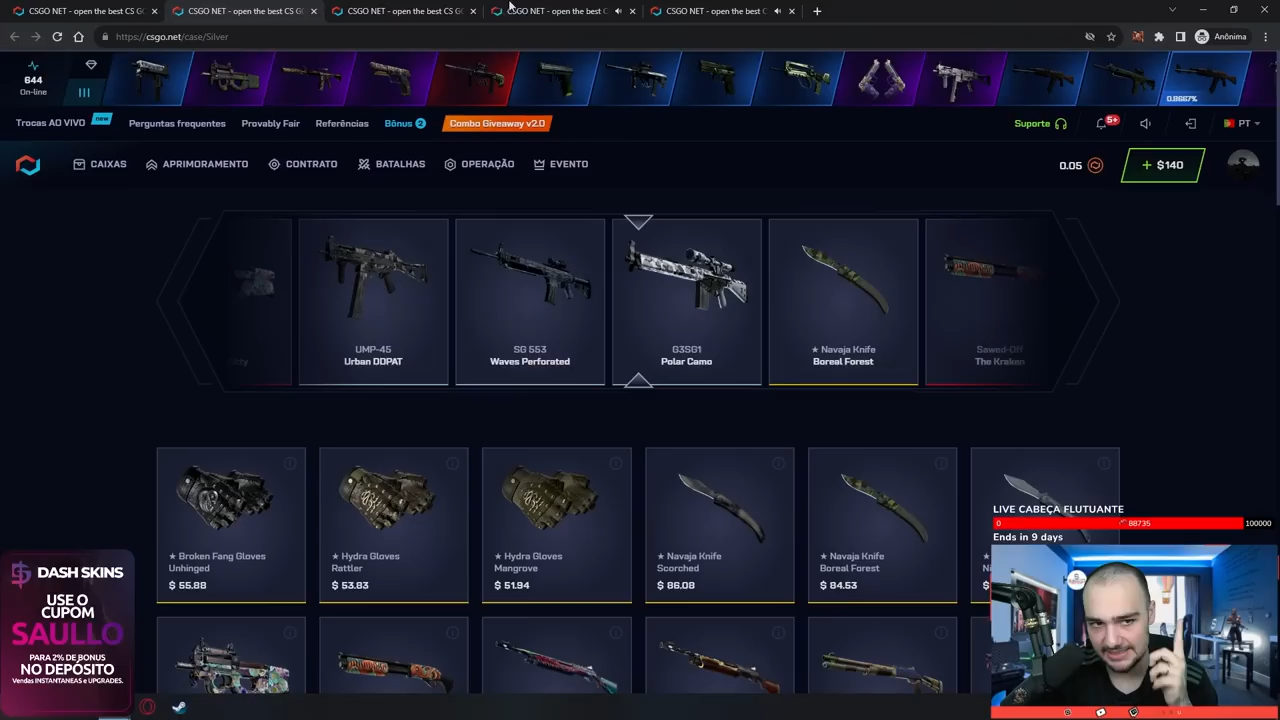 CSGO NET - open the best CS G
CSGO NET - open the best CS GO
CSGO NET - open the best CS G
CSGO NET - open the best C
CSGO NET - open the best C
https://csgo.net/case/Silver
Anônima
644
On-line
0.8687%
Trocas AO VIVO
new
Perguntas frequentes
Provably Fair
Referências
Bônus 2
Combo Giveaway v2.0
Suporte
5+
PT
CAIXAS
APRIMORAMENTO
CONTRATO
BATALHAS
OPERAÇÃO
EVENTO
0.05
+ $140
UMP-45
Urban DDPAT
SG 553
Waves Perforated
G3SG1
Polar Camo
★ Navaja Knife
Boreal Forest
Sawed-Off
The Kraken
★ Broken Fang Gloves
Unhinged
$ 55.88
★ Hydra Gloves
Rattler
$ 53.83
★ Hydra Gloves
Mangrove
$ 51.94
★ Navaja Knife
Scorched
$ 86.08
★ Navaja Knife
Boreal Forest
$ 84.53
LIVE CABEÇA FLUTUANTE
0
88735
100000
Ends in 9 days
DASH SKINS
USE O
CUPOM
SAULLO
PARA 2% DE BONUS
NO DEPÓSITO
Vendas INSTANTANEAS e UPGRADES.